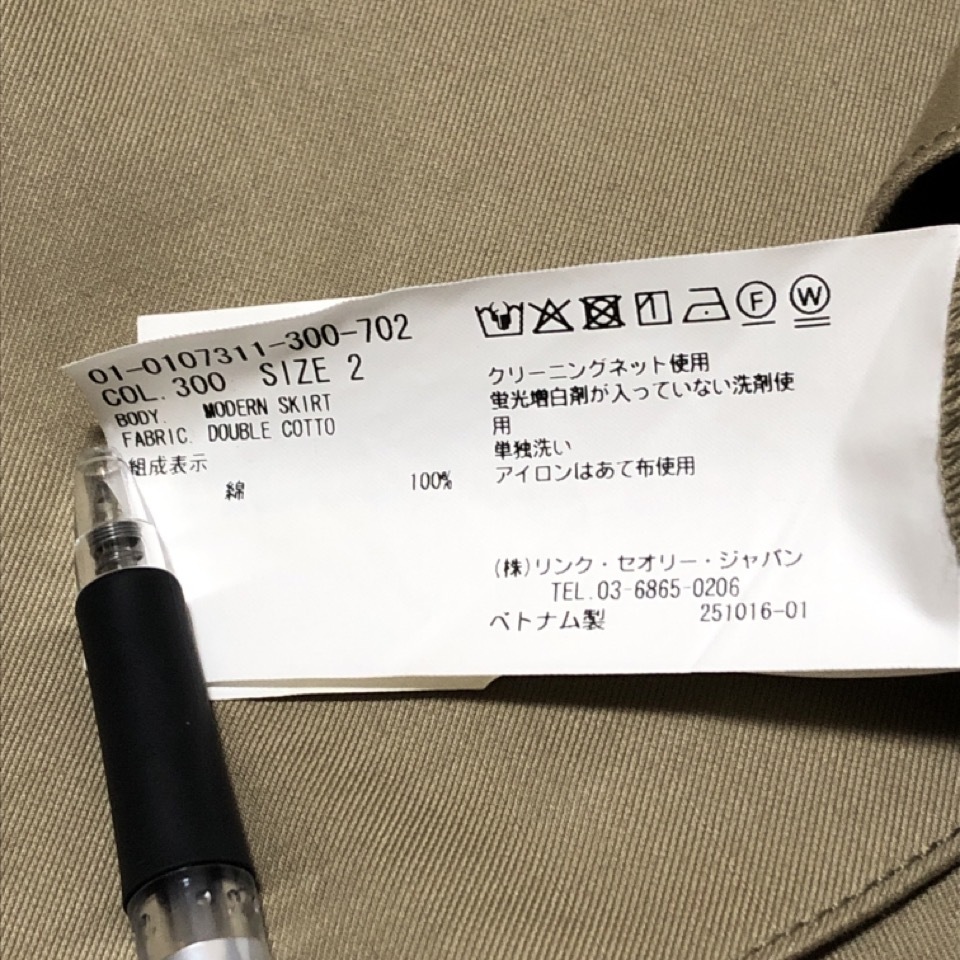 01-0107311-300-702
COL. 300 SIZE 2
BODY. MODERN SKIRT
FABRIC. DOUBLE COTTO
組成表示
綿 100%
F W
クリーニングネット使用
蛍光増白剤が入っていない洗剤使
用
単独洗い
アイロンはあて布使用
(株)リンク・セオリー・ジャパン
TEL.03-6865-0206
ベトナム製 251016-01